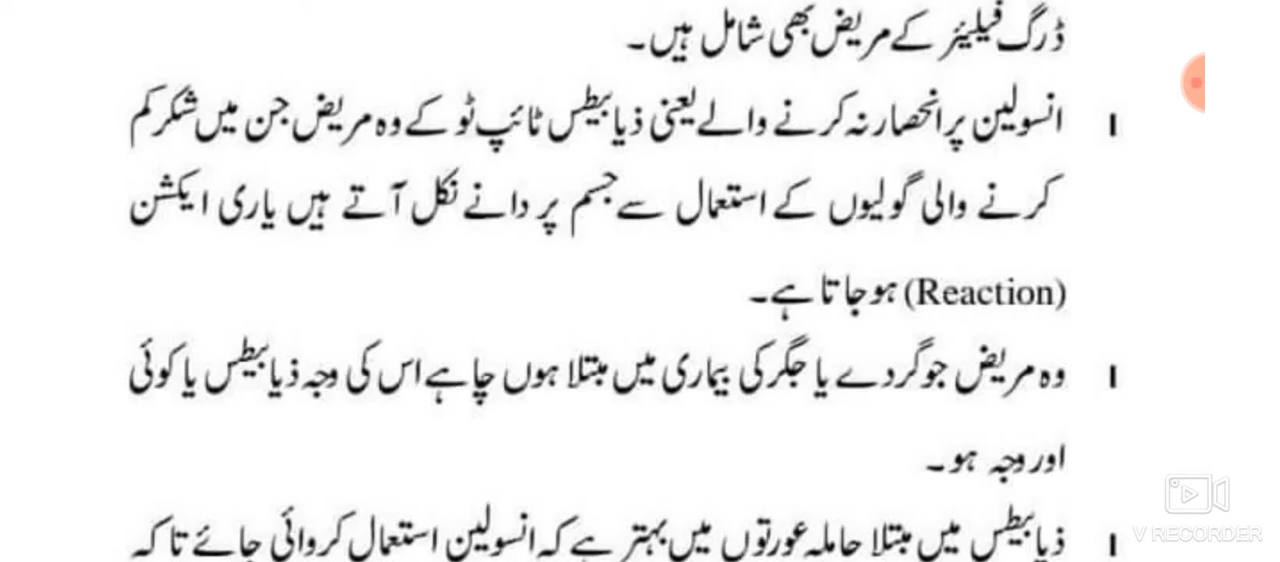 ڈرگ فیلیئر کے مریض بھی شامل ہیں۔
ا انسولین پر انحصار نہ کرنے والے یعنی ذیابیطس ٹائپ ٹو کے وہ مریض جن میں شکر کم
کرنے والی گولیوں کے استعمال سے جسم پر دانے نکل آتے ہیں یا ری ایکشن
(Reaction) ہو جاتا ہے۔
ا وہ مریض جو گردے یا جگر کی بیماری میں مبتلا ہوں چاہے اس کی وجہ ذیابیطس یا کوئی
اور وجہ ہو۔
ا ذیابیطس میں مبتلا حاملہ عورتوں میں بہتر ہے کہ انسولین استعمال کروائی جائے تاکہ
V RECORDER